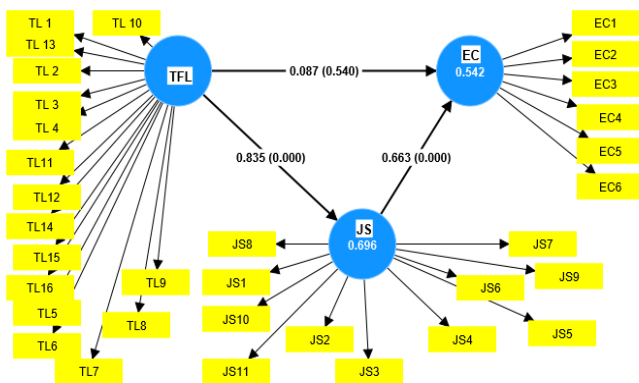 TL 1
TL 10
TL 13
TL 2
TL 3
TL 4
TL11
TL12
TL14
TL15
TL16
TL5
TL6
TL7
TL8
TL9
TFL
0.087 (0.540)
EC
0.542
EC1
EC2
EC3
EC4
EC5
EC6
0.835 (0.000)
0.663 (0.000)
JS
0.696
JS8
JS1
JS10
JS11
JS2
JS3
JS4
JS5
JS6
JS9
JS7